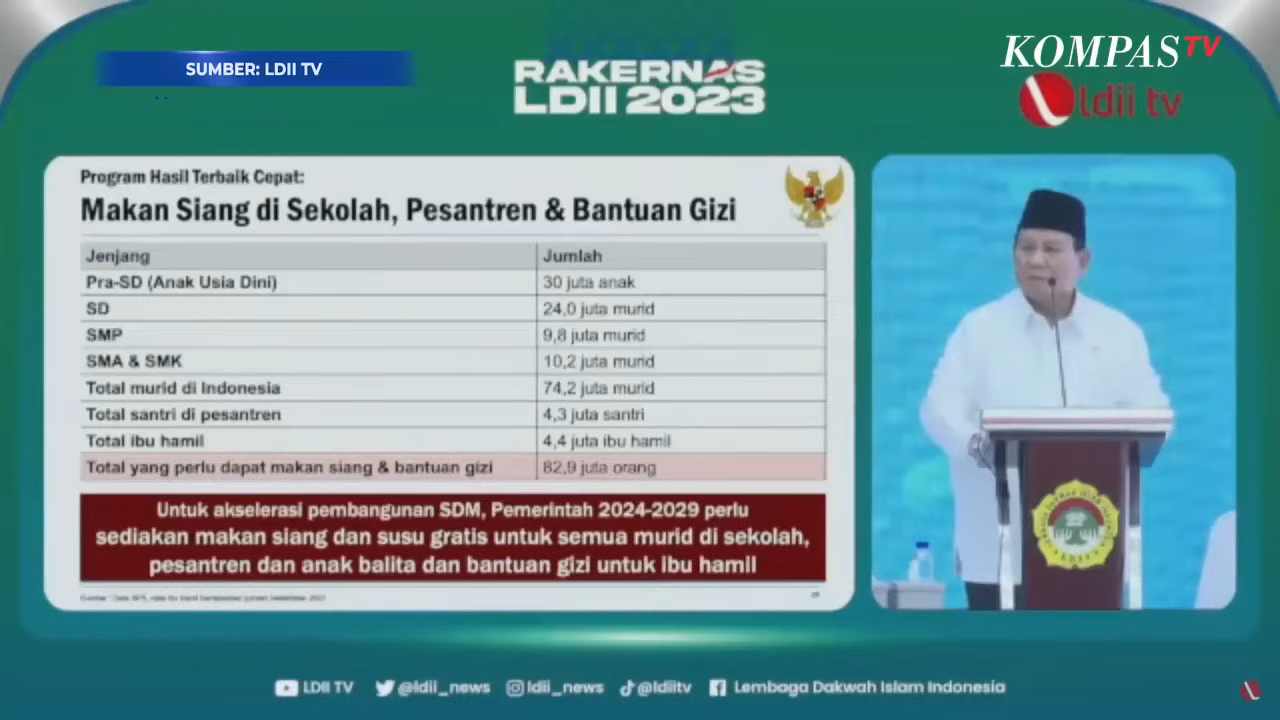 SUMBER: LDII TV
RAKERNAS
LDII 2023
KOMPAS TV
ldii tv
Program Hasil Terbaik Cepat:
Makan Siang di Sekolah, Pesantren & Bantuan Gizi
Jenjang Jumlah
Pra-SD (Anak Usia Dini) 30 juta anak
SD 24,0 juta murid
SMP 9,8 juta murid
SMA & SMK 10,2 juta murid
Total murid di Indonesia 74,2 juta murid
Total santri di pesantren 4,3 juta santri
Total ibu hamil 4,4 juta ibu hamil
Total yang perlu dapat makan siang & bantuan gizi 82,9 juta orang
Untuk akselerasi pembangunan SDM, Pemerintah 2024-2029 perlu
sediakan makan siang dan susu gratis untuk semua murid di sekolah,
pesantren dan anak balita dan bantuan gizi untuk ibu hamil
LDII
LDII TV @ldii_news ldii_news @ldiitv Lembaga Dakwah Islam Indonesia